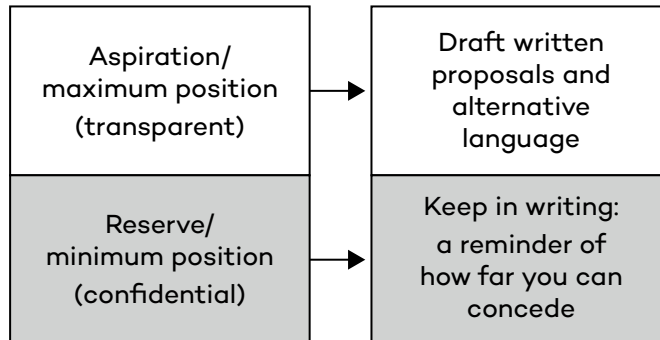 Aspiration/
maximum position
(transparent)
Draft written
proposals and
alternative
language
Reserve/
minimum position
(confidential)
Keep in writing:
a reminder of
how far you can
concede